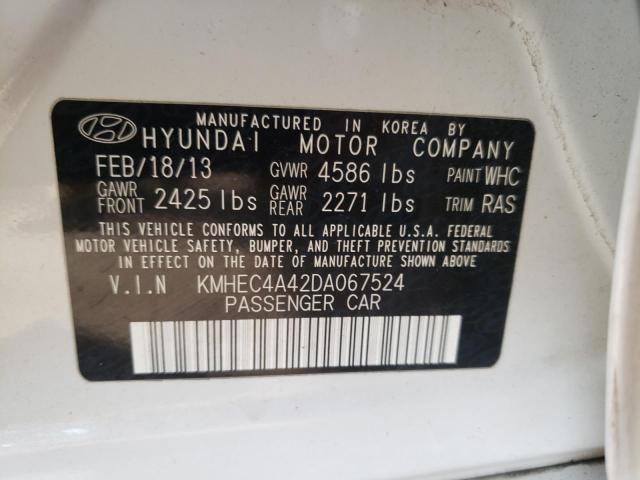 MANUFACTURED IN KOREA BY
HYUNDAI MOTOR COMPANY
FEB/18/13 GVWR 4586 lbs PAINT WHC
GAWR FRONT 2425 lbs GAWR REAR 2271 lbs TRIM RAS
THIS VEHICLE CONFORMS TO ALL APPLICABLE U.S.A. FEDERAL
MOTOR VEHICLE SAFETY, BUMPER, AND THEFT PREVENTION STANDARDS
IN EFFECT ON THE DATE OF MANUFACTURE SHOWN ABOVE
V.I.N KMHEC4A42DA067524
PASSENGER CAR